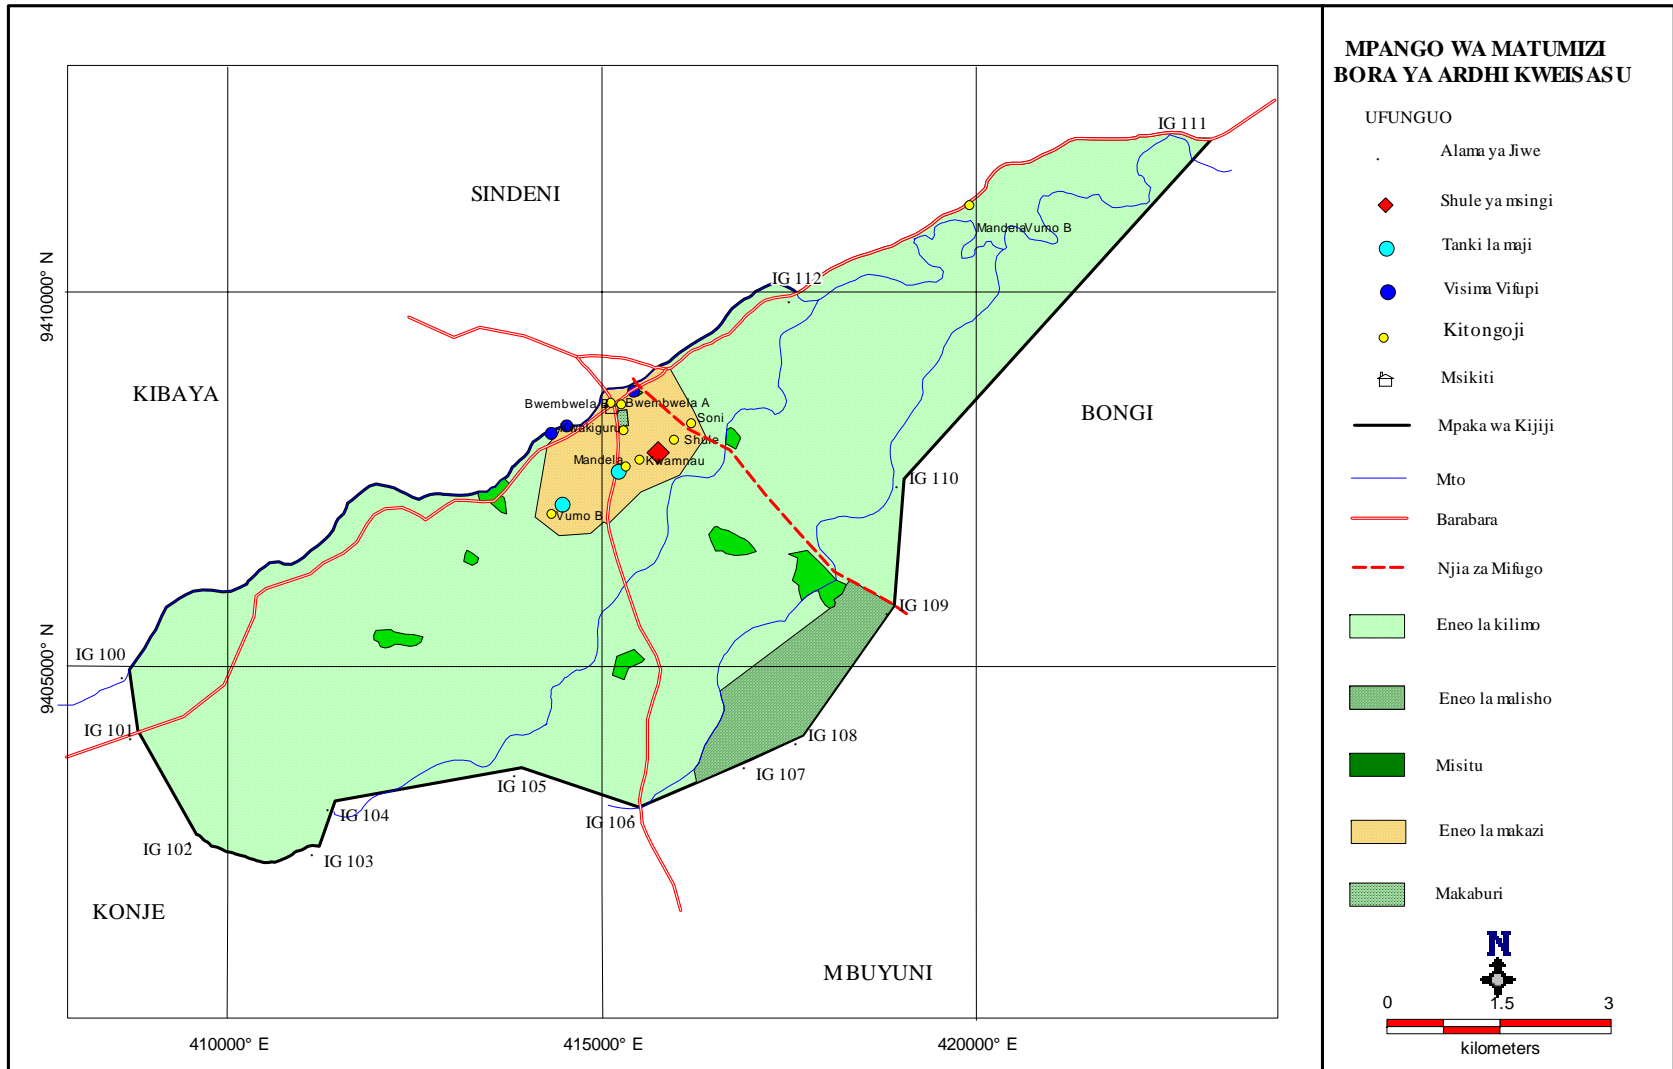 MPANGO WA MATUMIZI
BORA YA ARDHI KWEISASU
UFUNGUO
Alama ya Jiwe
Shule ya msingi
Tanki la maji
Visima Vifupi
Kitongoji
Msikiti
Mpaka wa Kijiji
Mto
Barabara
Njia za Mifugo
Eneo la kilimo
Eneo la malisho
Misitu
Eneo la makazi
Makaburi
N
0 1.5 3
kilometers
IG 111
SINDENI
Mandela Vumo B
IG 112
9410000° N
KIBAYA
BONGI
Bwembwela B
Bwembwela A
Soni
Kwakiguru
Shule
Mandela
Kwamnau
IG 110
Vumo B
IG 109
IG 100
9405000° N
IG 101
IG 108
IG 107
IG 105
IG 104
IG 106
IG 102
IG 103
KONJE
MBUYUNI
410000° E
415000° E
420000° E